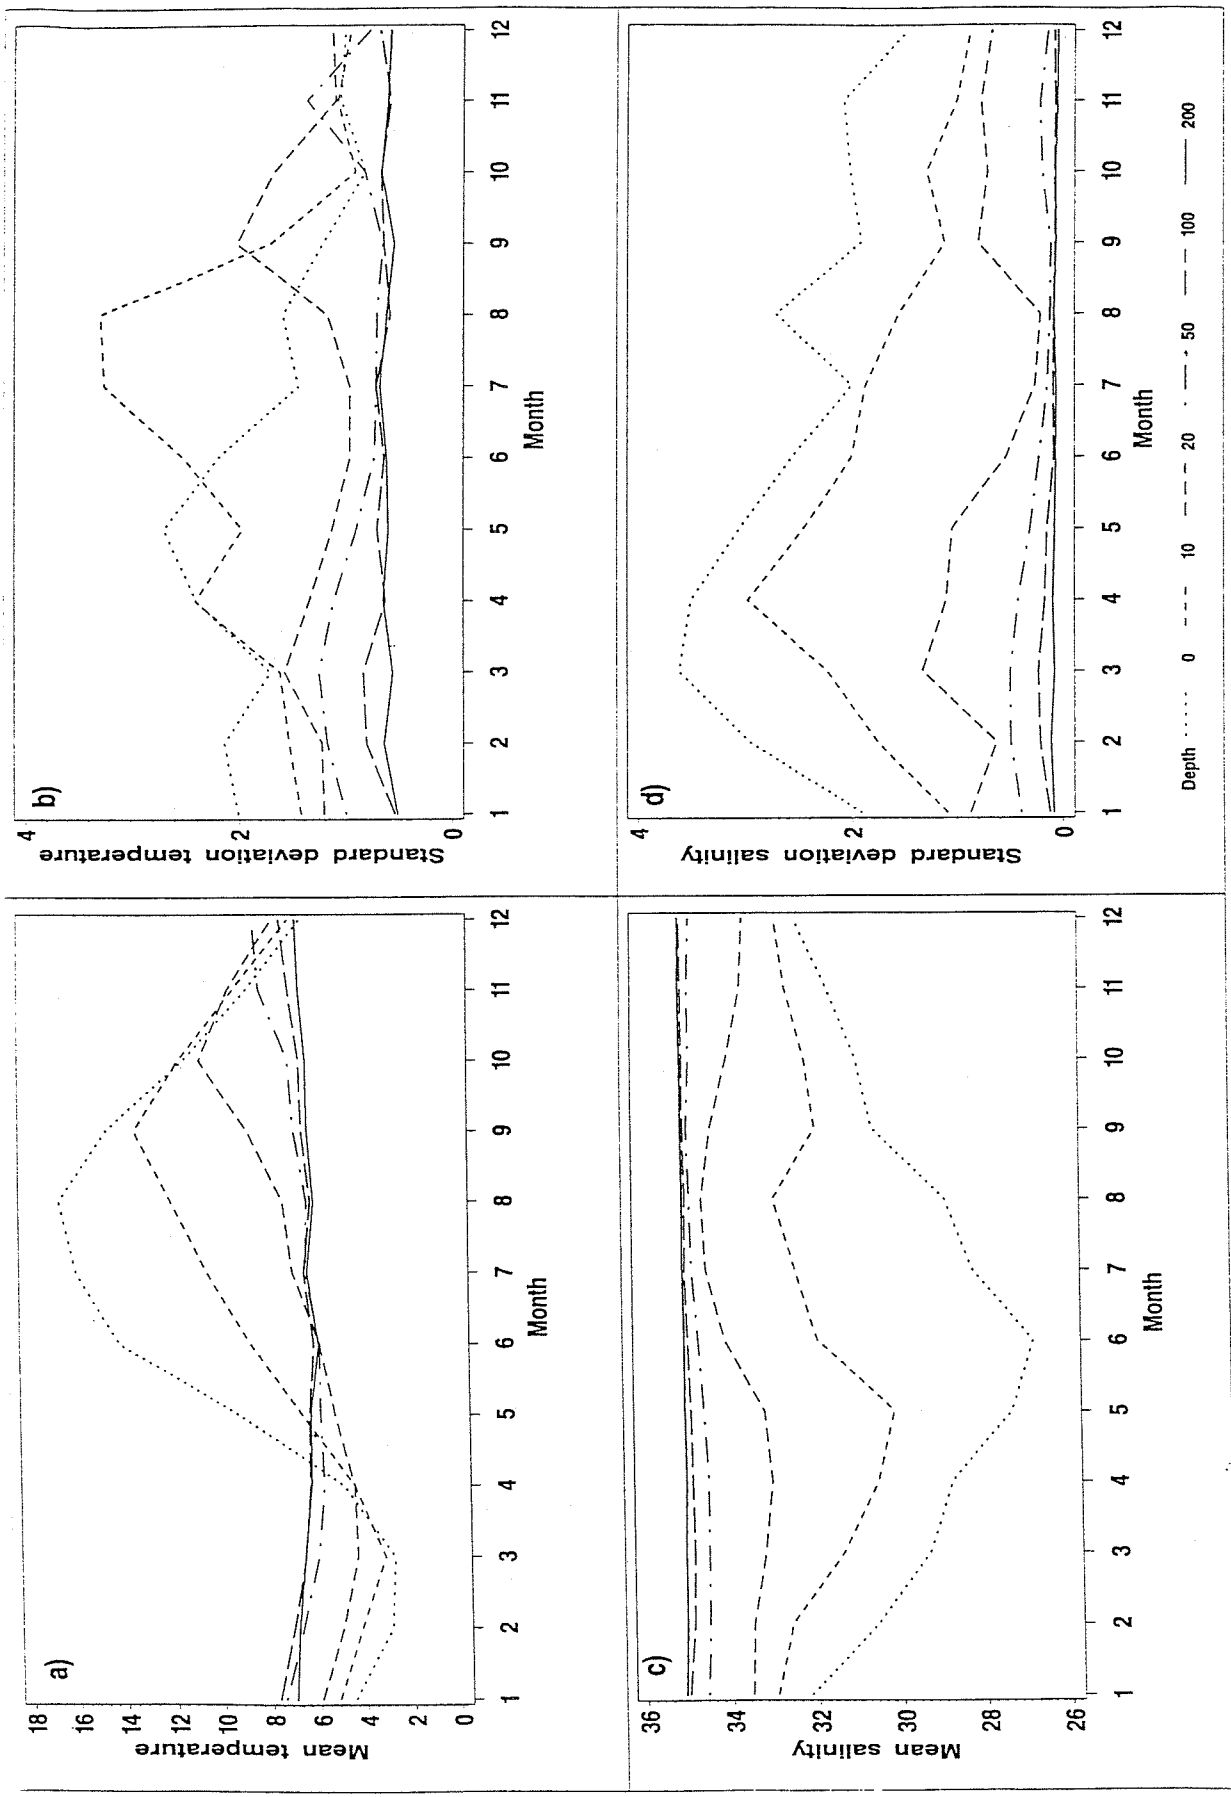 a)
18 16 14 12 10 8 6 4 2 0
Mean temperature
1 2 3 4 5 6 7 8 9 10 11 12
Month
b)
4 2 0
Standard deviation temperature
1 2 3 4 5 6 7 8 9 10 11 12
Month
c)
36 34 32 30 28 26
Mean salinity
1 2 3 4 5 6 7 8 9 10 11 12
Month
d)
4 2 0
Standard deviation salinity
1 2 3 4 5 6 7 8 9 10 11 12
Month
Depth 0 10 20 50 100 200